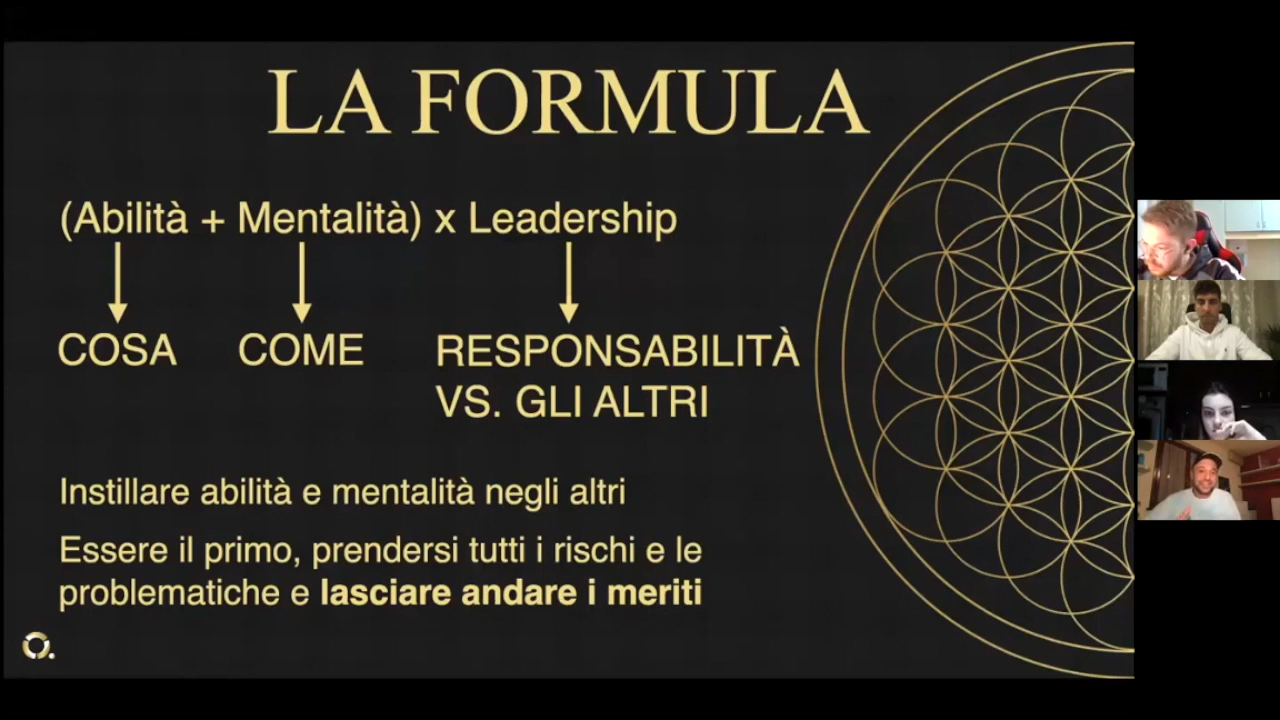 LA FORMULA
(Abilità + Mentalità) x Leadership
COSA COME RESPONSABILITÀ
VS. GLI ALTRI
Instillare abilità e mentalità negli altri
Essere il primo, prendersi tutti i rischi e le
problematiche e lasciare andare i meriti